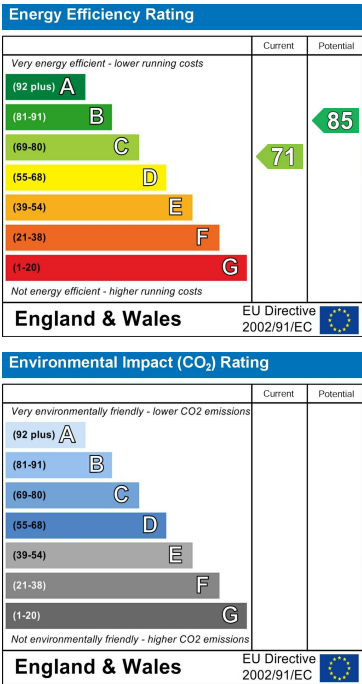 Energy Efficiency Rating
Current Potential
Very energy efficient - lower running costs
(92 plus) A
(81-91) B
(69-80) C
(55-68) D
(39-54) E
(21-38) F
(1-20) G
71
85
Not energy efficient - higher running costs
England & Wales
EU Directive
2002/91/EC
Environmental Impact (CO₂) Rating
Current Potential
Very environmentally friendly - lower CO2 emissions
(92 plus) A
(81-91) B
(69-80) C
(55-68) D
(39-54) E
(21-38) F
(1-20) G
Not environmentally friendly - higher CO2 emissions
England & Wales
EU Directive
2002/91/EC